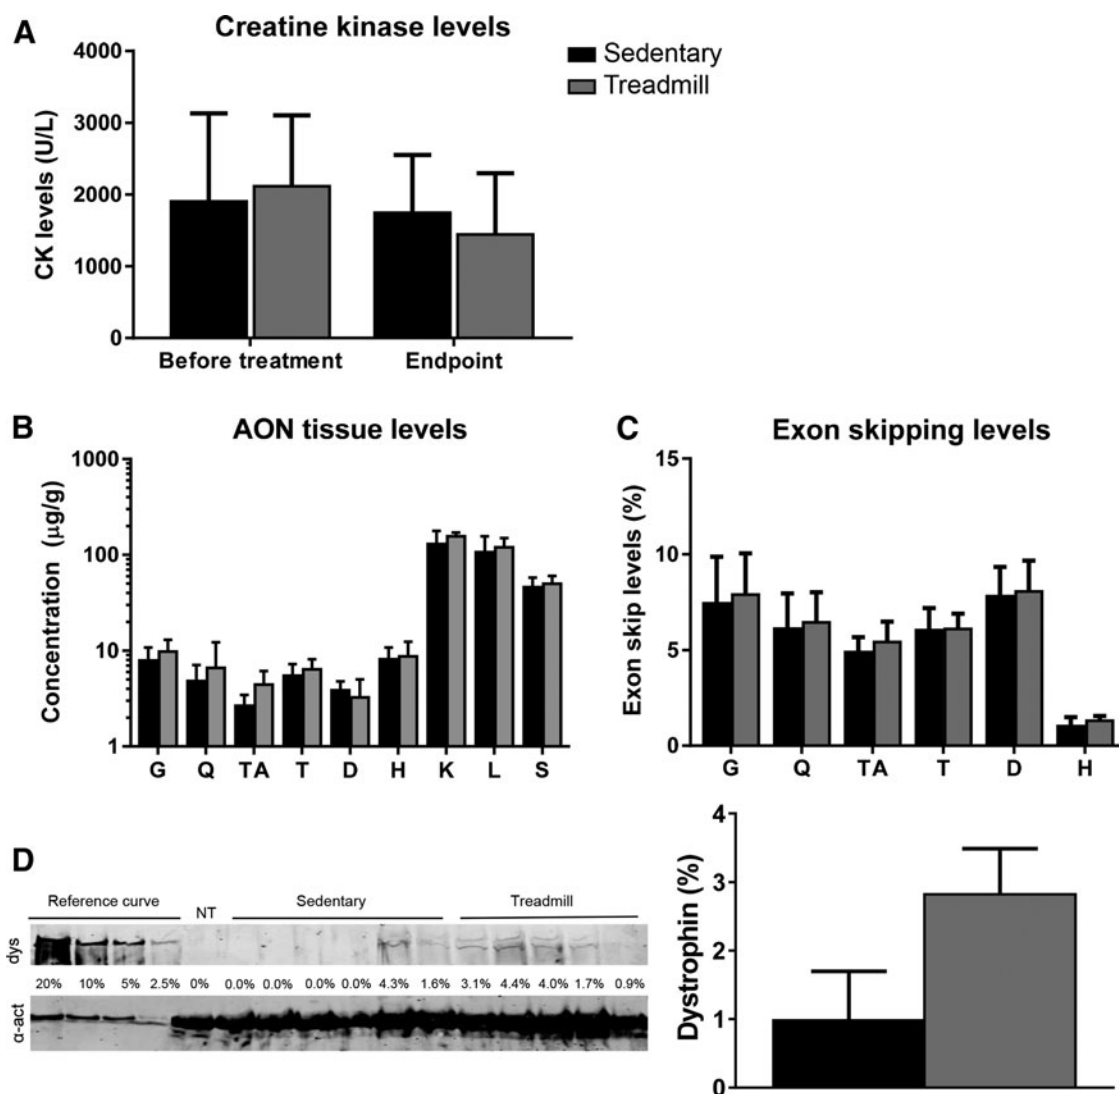 A
Creatine kinase levels
Sedentary
Treadmill
CK levels (U/L)
4000
3000
2000
1000
0
Before treatment Endpoint
B
AON tissue levels
Concentration (μg/g)
1000
100
10
1
G Q TA T D H K L S
C
Exon skipping levels
Exon skip levels (%)
15
10
5
0
G Q TA T D H
D
Reference curve NT Sedentary Treadmill
dys
20% 10% 5% 2.5% 0% 0.0% 0.0% 0.0% 0.0% 4.3% 1.6% 3.1% 4.4% 4.0% 1.7% 0.9%
α-act
Dystrophin (%)
4
3
2
1
0